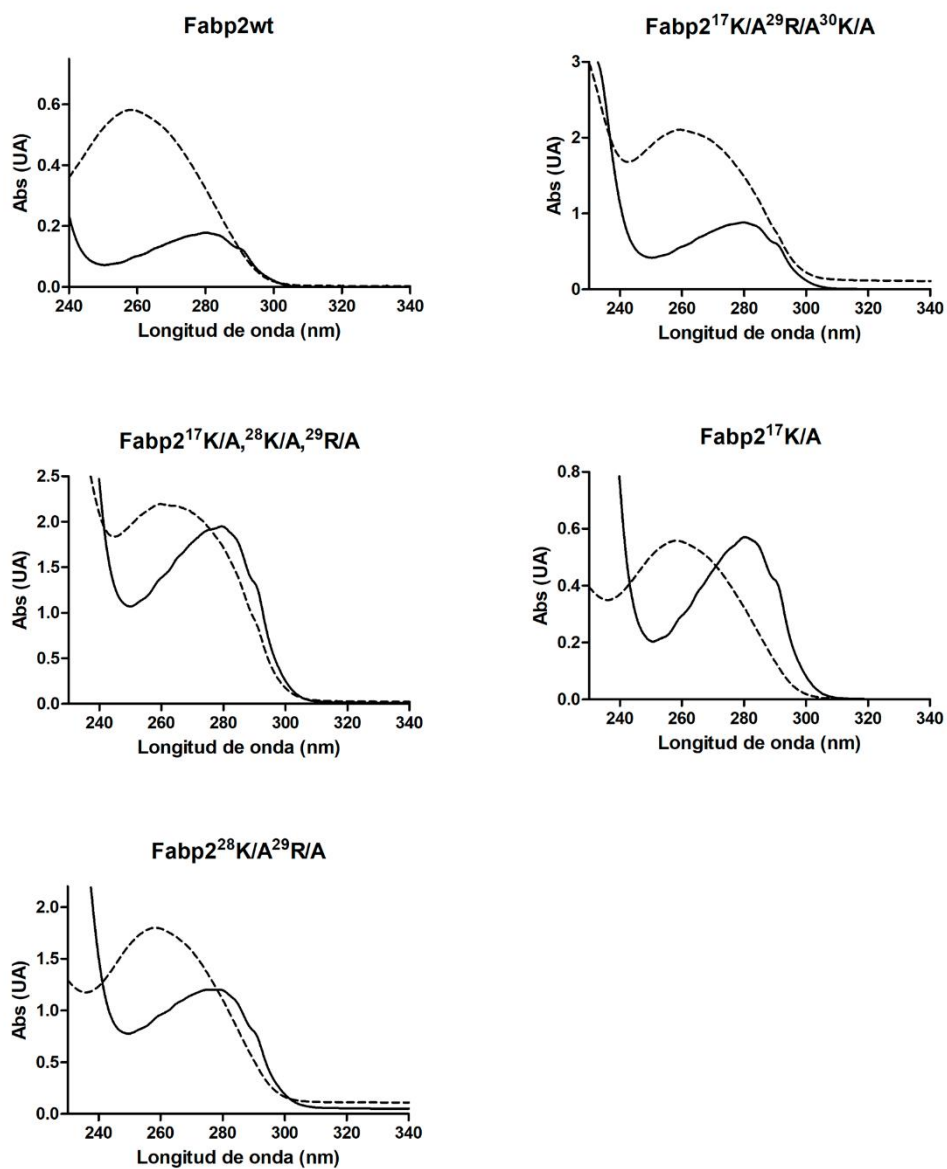 Fabp2wt
Abs (UA)
0.6
0.4
0.2
0.0
240 260 280 300 320 340
Longitud de onda (nm)
Fabp2¹⁷K/A²⁹R/A³⁰K/A
Abs (UA)
3
2
1
0
240 260 280 300 320 340
Longitud de onda (nm)
Fabp2¹⁷K/A,²⁸K/A,²⁹R/A
Abs (UA)
2.5
2.0
1.5
1.0
0.5
0.0
240 260 280 300 320 340
Longitud de onda (nm)
Fabp2¹⁷K/A
Abs (UA)
0.8
0.6
0.4
0.2
0.0
240 260 280 300 320 340
Longitud de onda (nm)
Fabp2²⁸K/A²⁹R/A
Abs (UA)
2.0
1.5
1.0
0.5
0.0
240 260 280 300 320 340
Longitud de onda (nm)